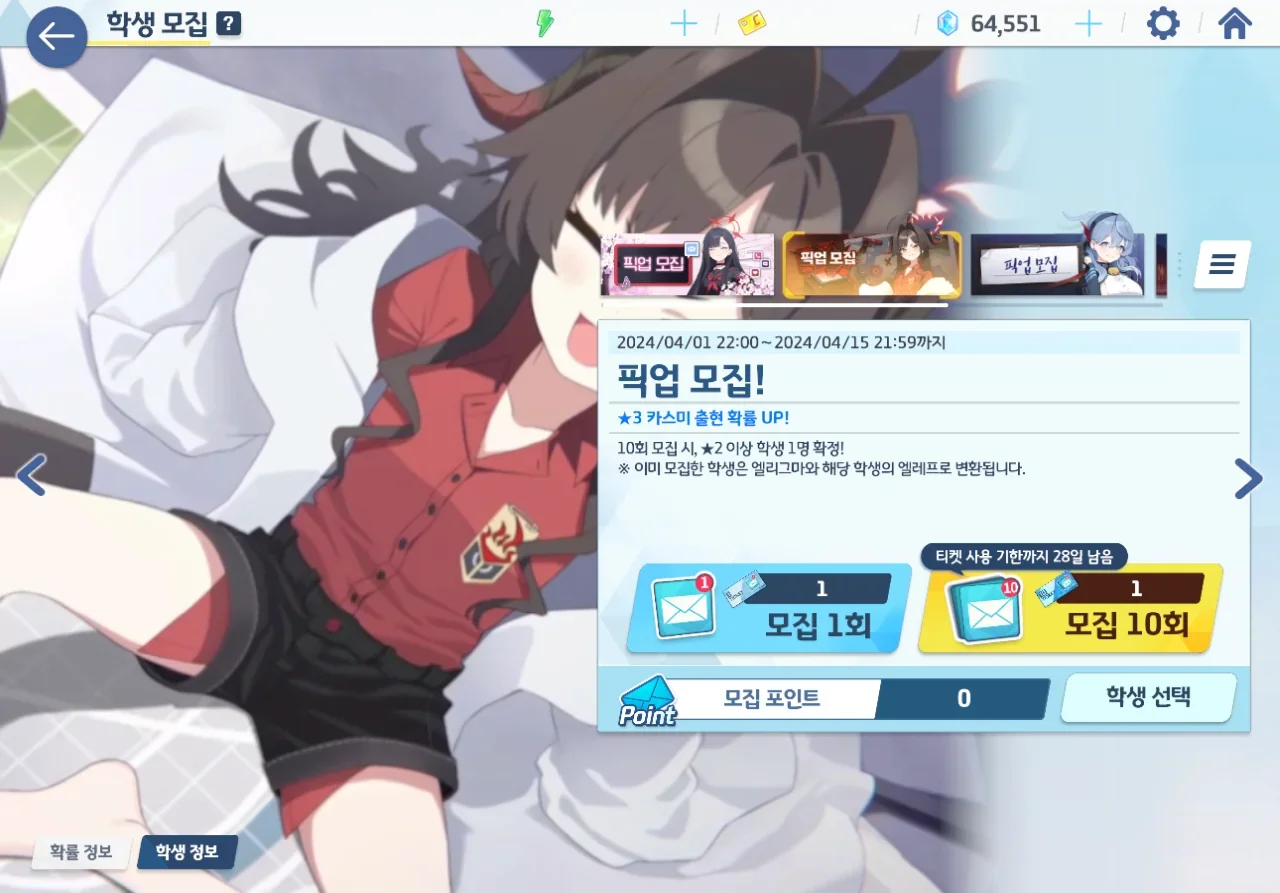 학생 모집 ?
64,551
픽업 모집
픽업 모집
픽업 모집
2024/04/01 22:00~2024/04/15 21:59까지
픽업 모집!
★3 카스미 출현 확률 UP!
10회 모집 시, ★2 이상 학생 1명 확정!
※ 이미 모집한 학생은 엘리그마와 해당 학생의 엘레프로 변환됩니다.
티켓 사용 기한까지 28일 남음
1
1
모집 1회
10
1
모집 10회
Point
모집 포인트
0
학생 선택
확률 정보
학생 정보